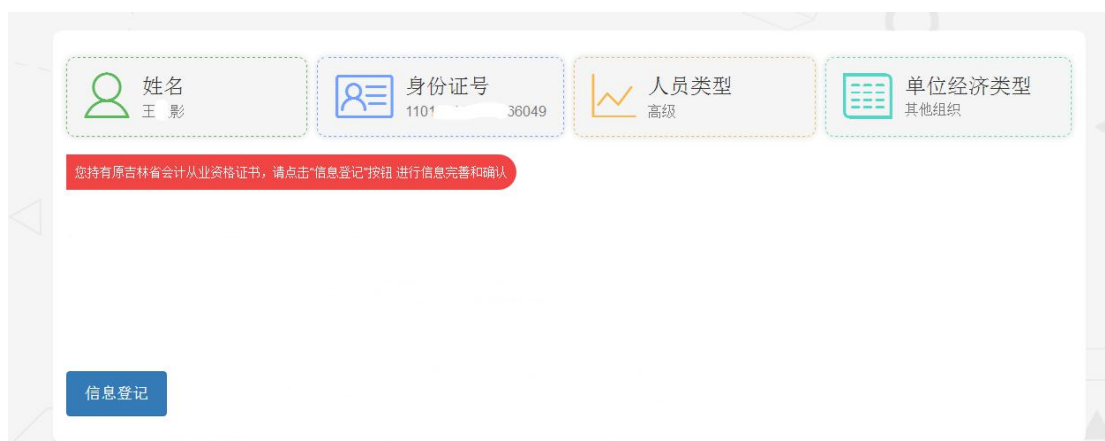 姓名
王 影
身份证号
1101 36049
人员类型
高级
单位经济类型
其他组织
您持有原吉林省会计从业资格证书，请点击“信息登记”按钮 进行信息完善和确认
信息登记